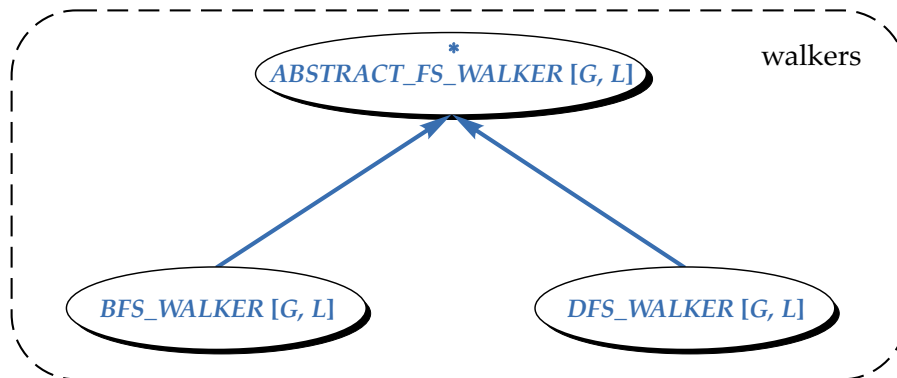 *
ABSTRACT_FS_WALKER [G, L]
walkers
BFS_WALKER [G, L]
DFS_WALKER [G, L]